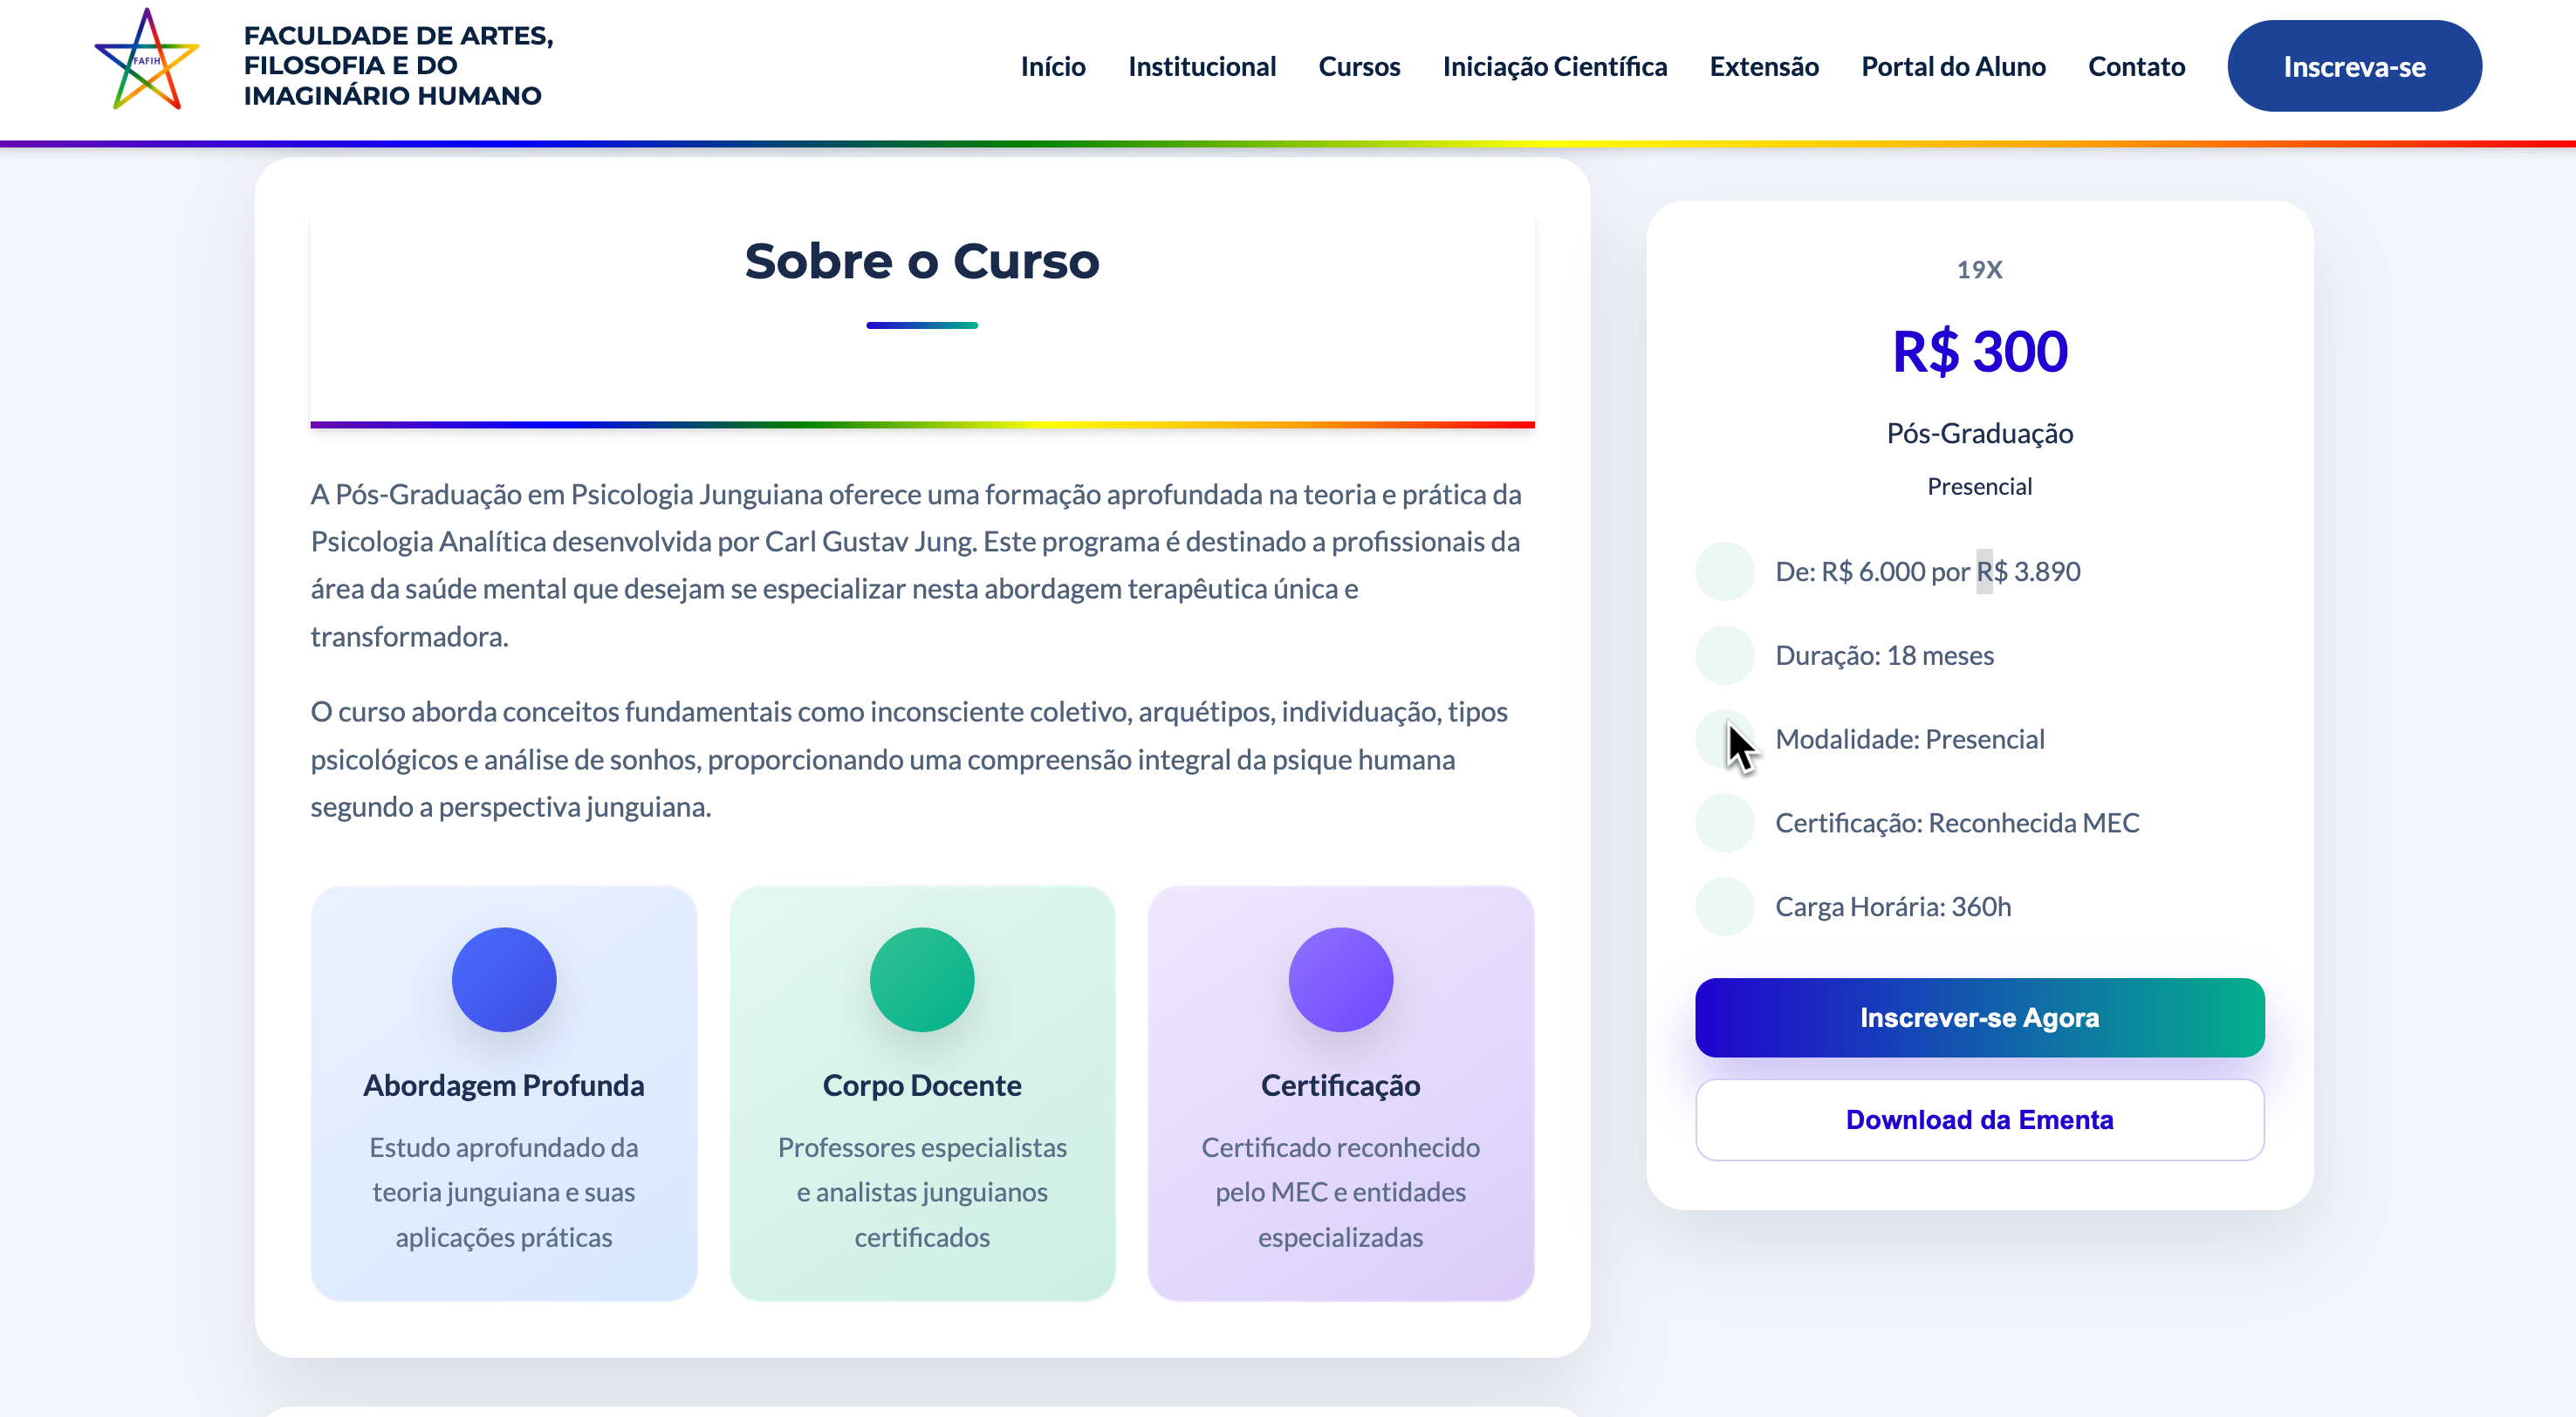 FAFIH
FACULDADE DE ARTES,
FILOSOFIA E DO
IMAGINÁRIO HUMANO
Início
Institucional
Cursos
Iniciação Científica
Extensão
Portal do Aluno
Contato
Inscreva-se
Sobre o Curso
A Pós-Graduação em Psicologia Junguiana oferece uma formação aprofundada na teoria e prática da
Psicologia Analítica desenvolvida por Carl Gustav Jung. Este programa é destinado a profissionais da
área da saúde mental que desejam se especializar nesta abordagem terapêutica única e
transformadora.
O curso aborda conceitos fundamentais como inconsciente coletivo, arquétipos, individuação, tipos
psicológicos e análise de sonhos, proporcionando uma compreensão integral da psique humana
segundo a perspectiva junguiana.
Abordagem Profunda
Estudo aprofundado da
teoria junguiana e suas
aplicações práticas
Corpo Docente
Professores especialistas
e analistas junguianos
certificados
Certificação
Certificado reconhecido
pelo MEC e entidades
especializadas
19X
R$ 300
Pós-Graduação
Presencial
De: R$ 6.000 por R$ 3.890
Duração: 18 meses
Modalidade: Presencial
Certificação: Reconhecida MEC
Carga Horária: 360h
Inscrever-se Agora
Download da Ementa